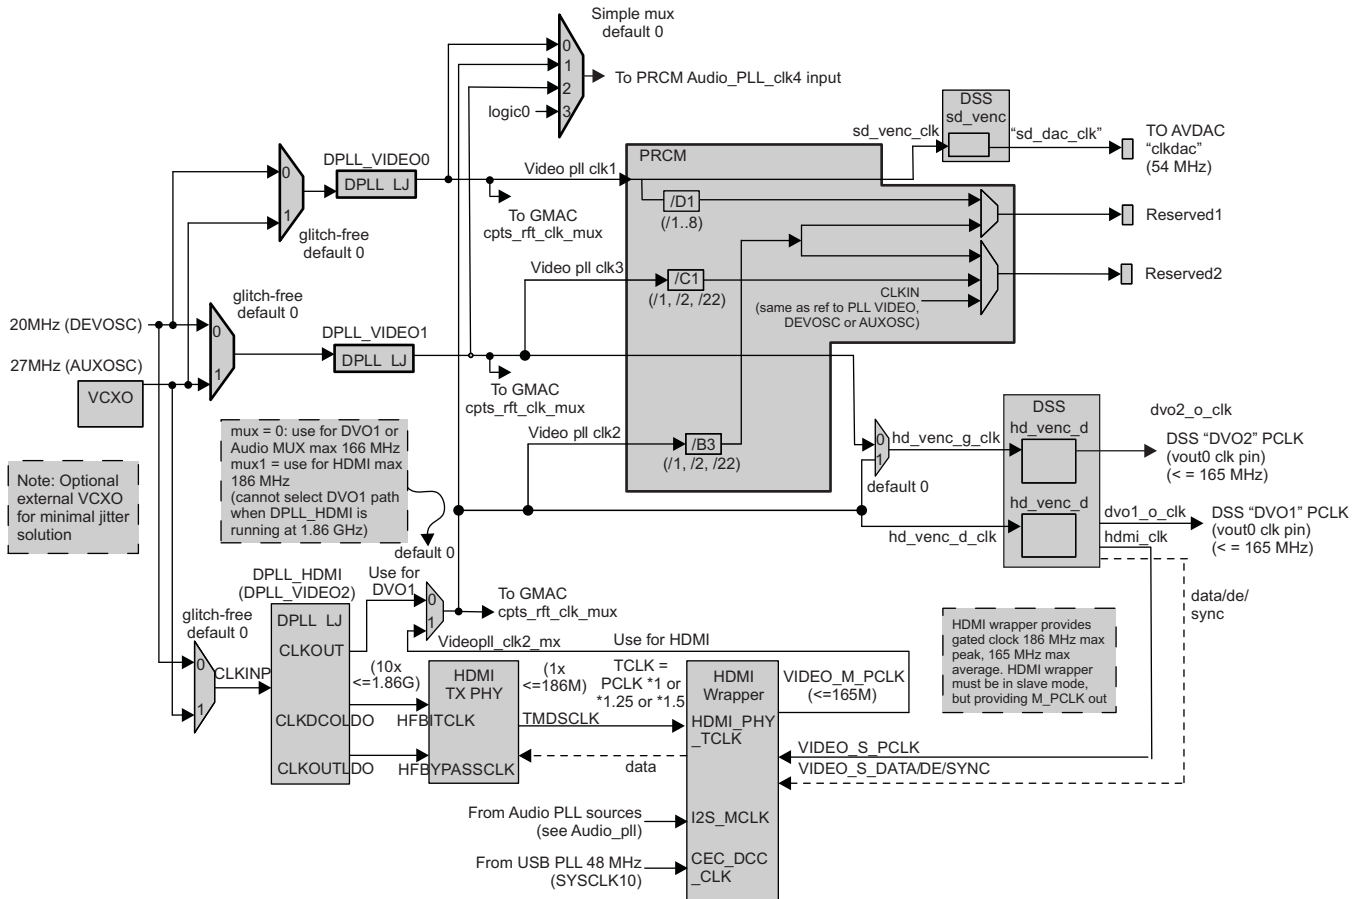 Simple mux
default 0
0
1
2
3
To PRCM Audio_PLL_clk4 input
logic0
DSS
sd_venc
sd_venc_clk
"sd_dac_clk"
TO AVDAC
"clkdac"
(54 MHz)
DPLL_VIDEO0
DPLL LJ
0
1
glitch-free
default 0
Video pll clk1
To GMAC
cpts_rft_clk_mux
PRCM
/D1
(/1..8)
Reserved1
Video pll clk3
/C1
(/1, /2, /22)
CLKIN
(same as ref to PLL VIDEO,
DEVOSC or AUXOSC)
Reserved2
glitch-free
default 0
20MHz (DEVOSC)
0
1
27MHz (AUXOSC)
VCXO
DPLL_VIDEO1
DPLL LJ
To GMAC
cpts_rft_clk_mux
mux = 0: use for DVO1 or
Audio MUX max 166 MHz
mux1 = use for HDMI max
186 MHz
(cannot select DVO1 path
when DPLL_HDMI is
running at 1.86 GHz)
default 0
Video pll clk2
/B3
(/1, /2, /22)
0
1
default 0
hd_venc_g_clk
hd_venc_d_clk
DSS
hd_venc_d
hd_venc_d
dvo2_o_clk
DSS "DVO2" PCLK
(vout0 clk pin)
(< = 165 MHz)
dvo1_o_clk
hdmi_clk
DSS "DVO1" PCLK
(vout0 clk pin)
(< = 165 MHz)
data/de/
sync
Note: Optional
external VCXO
for minimal jitter
solution
DPLL_HDMI
(DPLL_VIDEO2)
glitch-free
default 0
0
1
CLKINP
DPLL LJ
CLKOUT
CLKDCOLDO
CLKOUTLDO
Use for
DVO1
0
1
To GMAC
cpts_rft_clk_mux
Videopll_clk2_mx
Use for HDMI
(10x
<=1.86G)
HDMI
TX PHY
HFBITCLK
HFBYPASSCLK
(1x
<=186M)
TMDSCLK
TCLK =
PCLK *1 or
*1.25 or *1.5
data
HDMI
Wrapper
HDMI_PHY
_TCLK
I2S_MCLK
CEC_DCC
_CLK
VIDEO_M_PCLK
(<=165M)
VIDEO_S_PCLK
VIDEO_S_DATA/DE/SYNC
HDMI wrapper provides
gated clock 186 MHz max
peak, 165 MHz max
average. HDMI wrapper
must be in slave mode,
but providing M_PCLK out
From Audio PLL sources
(see Audio_pll)
From USB PLL 48 MHz
(SYSCLK10)